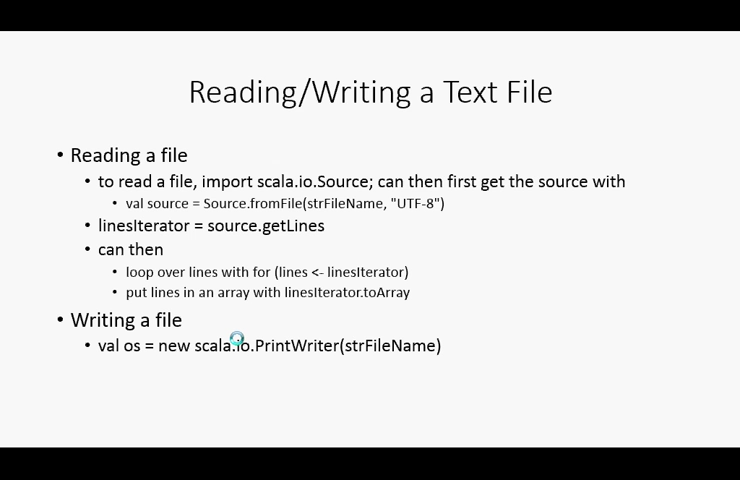 Reading/Writing a Text File
• Reading a file
• to read a file, import scala.io.Source; can then first get the source with
• val source = Source.fromFile(strFileName, "UTF-8")
• linesIterator = source.getLines
• can then
• loop over lines with for (lines <- linesIterator)
• put lines in an array with linesIterator.toArray
• Writing a file
• val os = new scala.io.PrintWriter(strFileName)